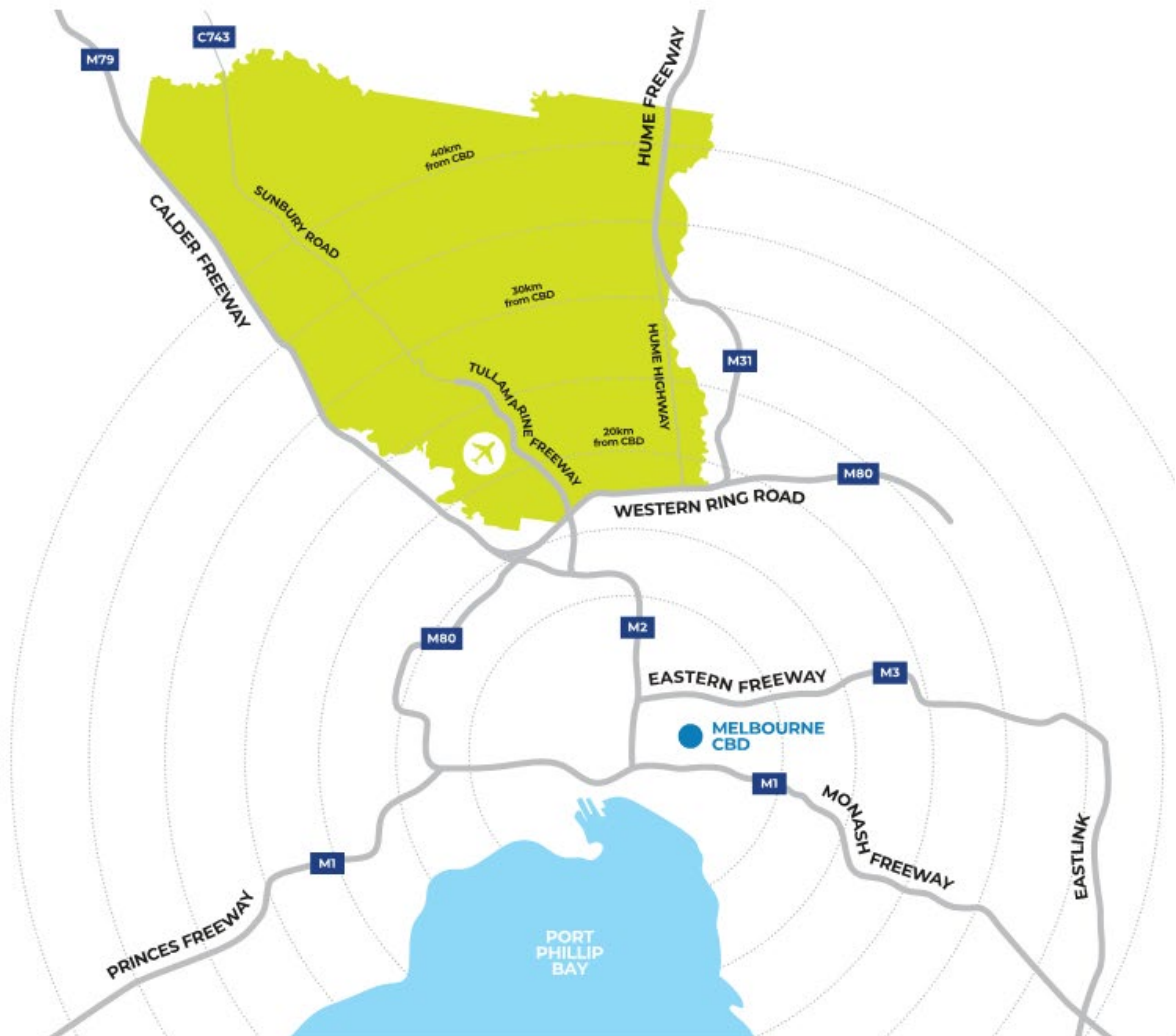 C743
M79
HUME FREEWAY
40km
from CBD
SUNBURY ROAD
CALDER FREEWAY
30km
from CBD
HUME HIGHWAY
M31
TULLAMARINE FREEWAY
20km
from CBD
M80
WESTERN RING ROAD
M80
M2
EASTERN FREEWAY
M3
MELBOURNE
CBD
M1
MONASH FREEWAY
EASTLINK
M1
PRINCES FREEWAY
PORT
PHILLIP
BAY